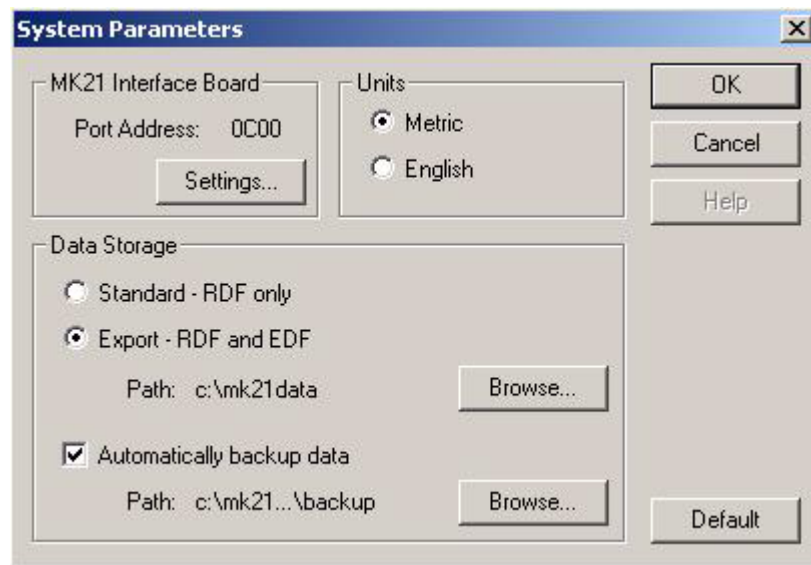 System Parameters
MK21 Interface Board
Port Address: 0C00
Settings...
Units
Metric
English
OK
Cancel
Help
Data Storage
Standard - RDF only
Export - RDF and EDF
Path: c:\mk21data
Browse...
Automatically backup data
Path: c:\mk21...\backup
Browse...
Default